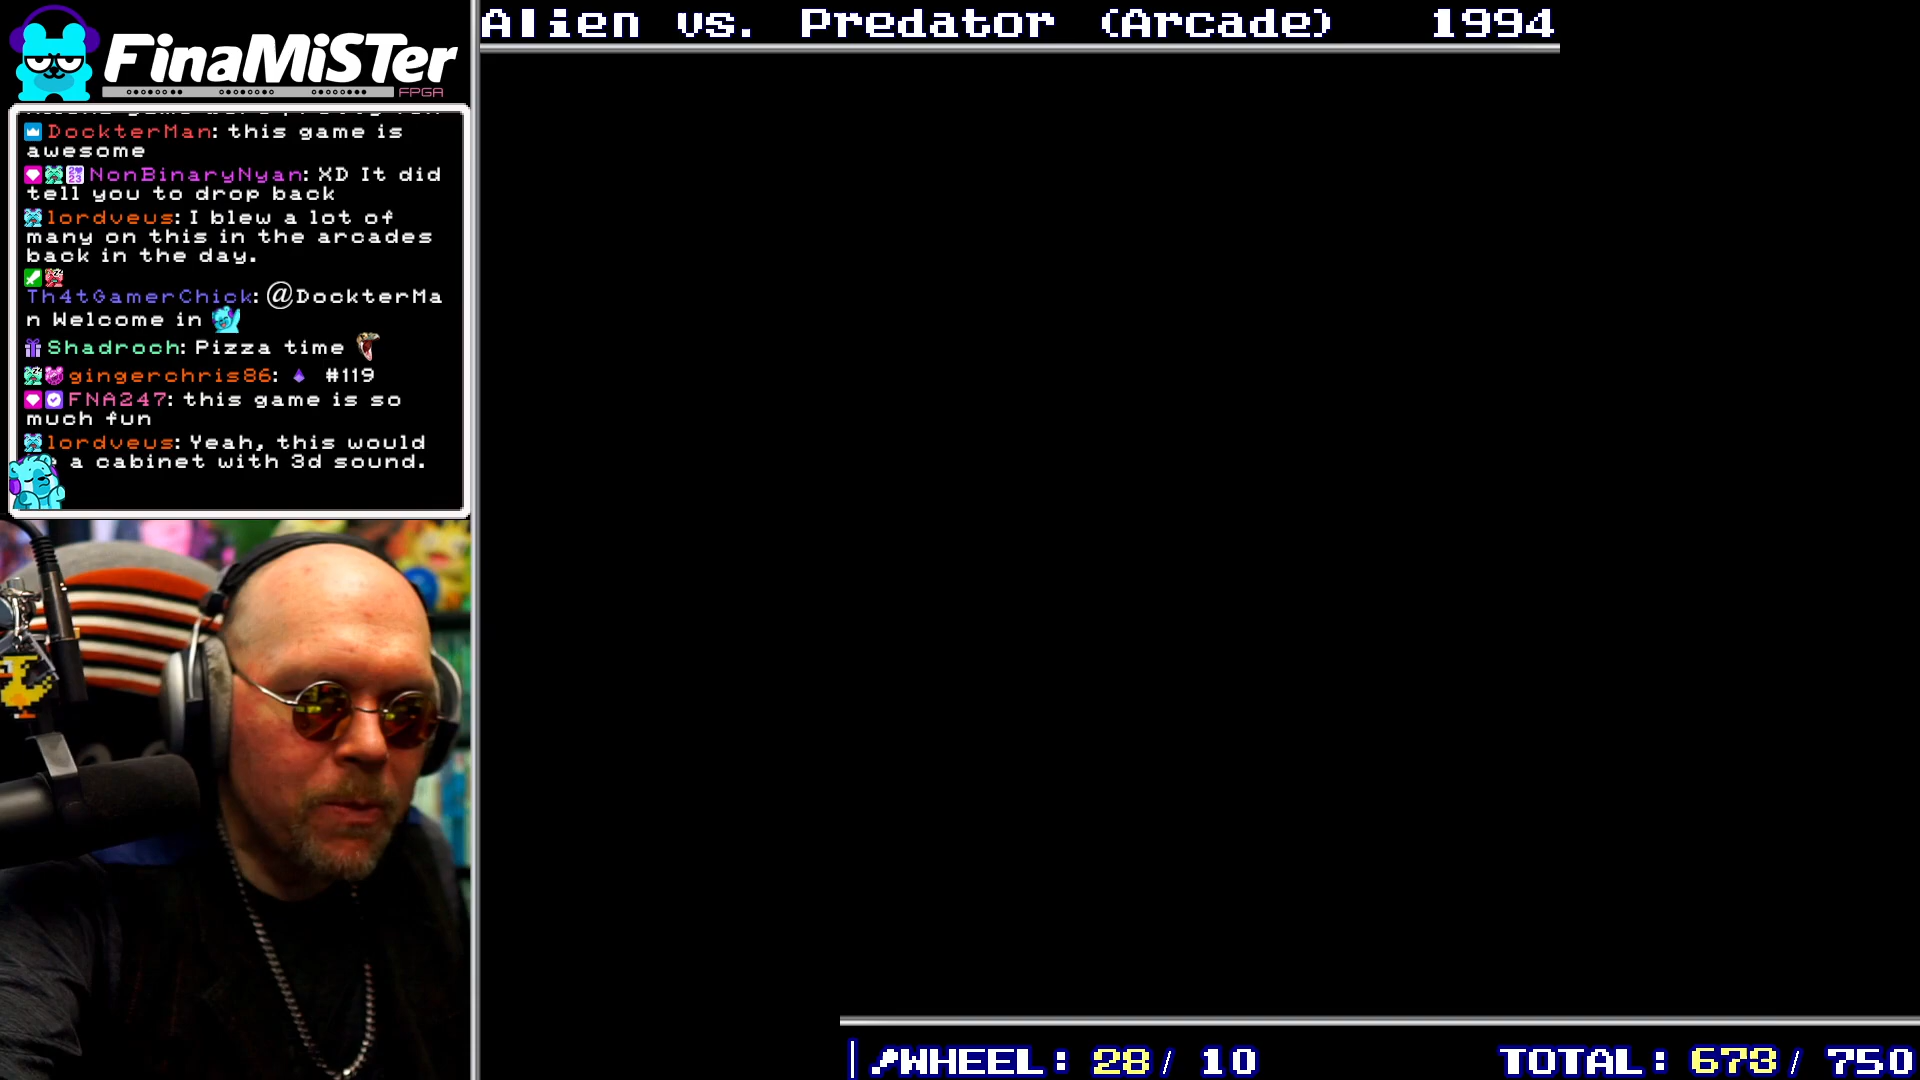 Alien vs. Predator (Arcade) 1994
FinaMiSTer
FPGA
DockterMan: this game is
awesome
NonBinaryNyan: XD It did
tell you to drop back
lordveus: I blew a lot of
many on this in the arcades
back in the day.
Th4tGamerChick: @DockterMa
n Welcome in
Shadroch: Pizza time
gingerchris86: #119
FNA247: this game is so
much fun
lordveus: Yeah, this would
a cabinet with 3d sound.
/WHEEL: 28/ 10 TOTAL: 673/ 750